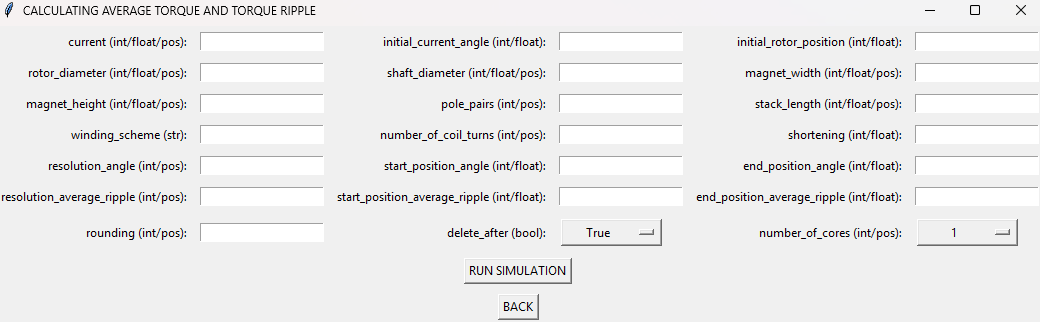 CALCULATING AVERAGE TORQUE AND TORQUE RIPPLE
current (int/float/pos): initial_current_angle (int/float): initial_rotor_position (int/float):
rotor_diameter (int/float/pos): shaft_diameter (int/float/pos): magnet_width (int/float/pos):
magnet_height (int/float/pos): pole_pairs (int/pos): stack_length (int/float/pos):
winding_scheme (str): number_of_coil_turns (int/pos): shortening (int/float):
resolution_angle (int/pos): start_position_angle (int/float): end_position_angle (int/float):
resolution_average_ripple (int/pos): start_position_average_ripple (int/float): end_position_average_ripple (int/float):
rounding (int/pos): delete_after (bool): True number_of_cores (int/pos): 1
RUN SIMULATION
BACK